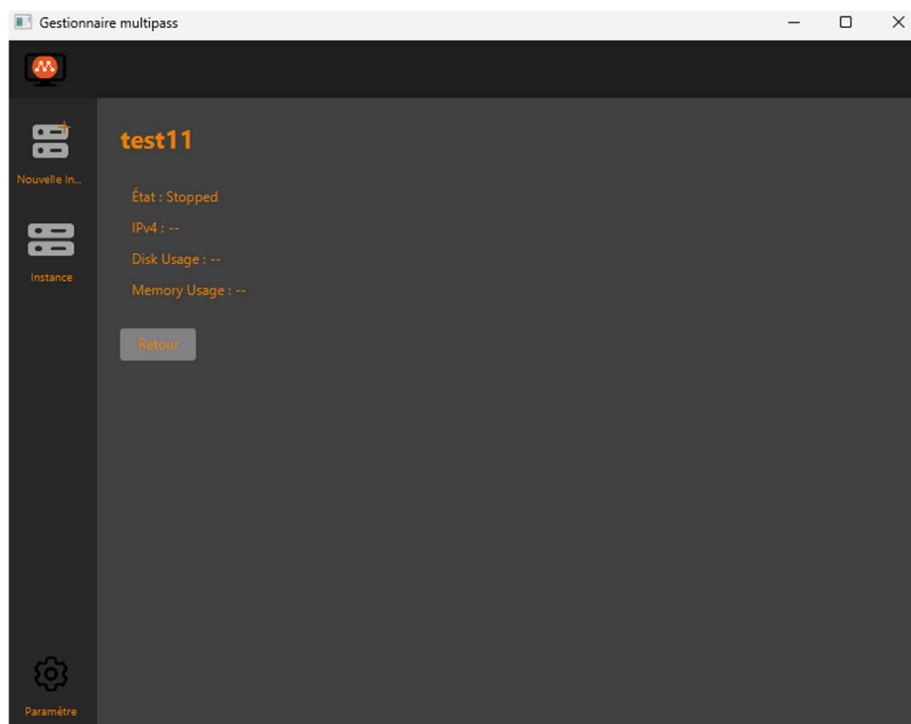 Gestionnaire multipass
Nouvelle In...
Instance
Paramètre
test11
État : Stopped
IPv4 : --
Disk Usage : --
Memory Usage : --
Retour